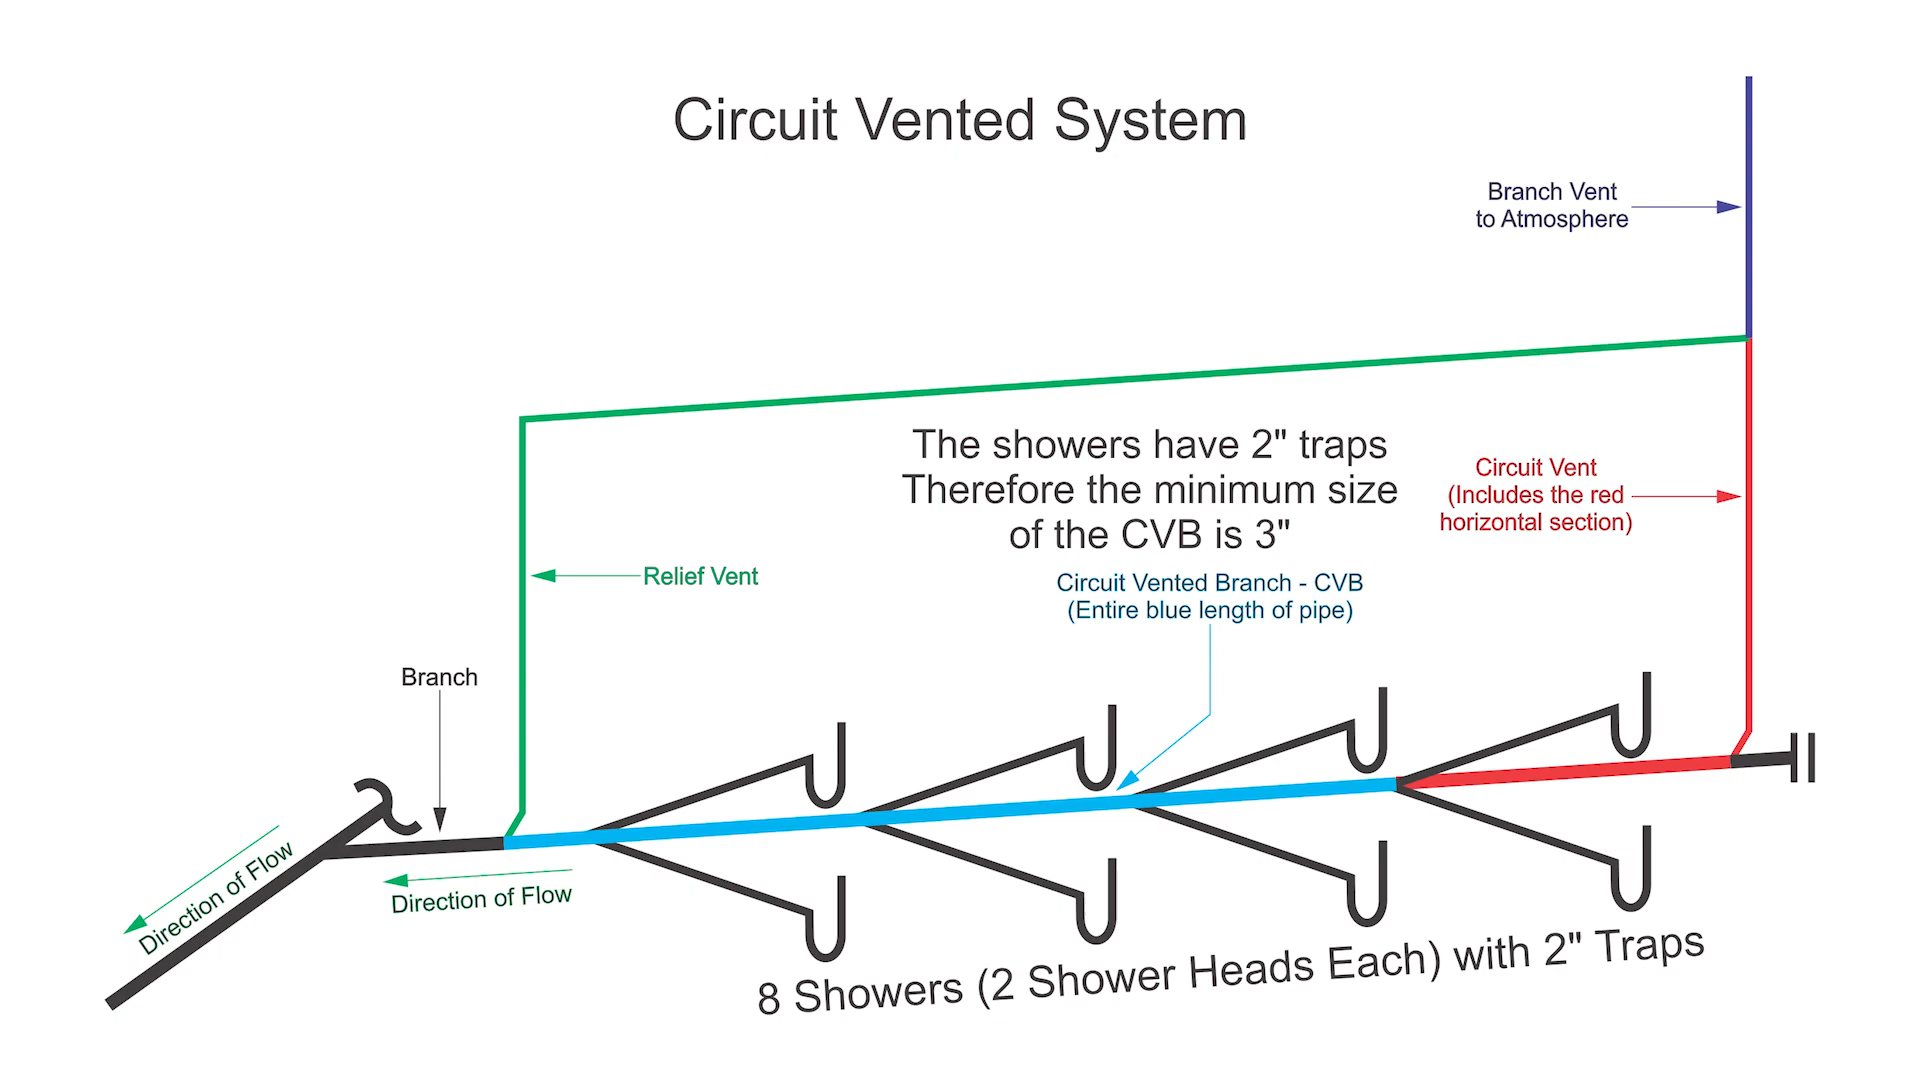 Circuit Vented System
Branch Vent
to Atmosphere
The showers have 2" traps
Therefore the minimum size
of the CVB is 3"
Circuit Vent
(Includes the red
horizontal section)
Relief Vent
Circuit Vented Branch - CVB
(Entire blue length of pipe)
Branch
Direction of Flow
Direction of Flow
8 Showers (2 Shower Heads Each) with 2" Traps